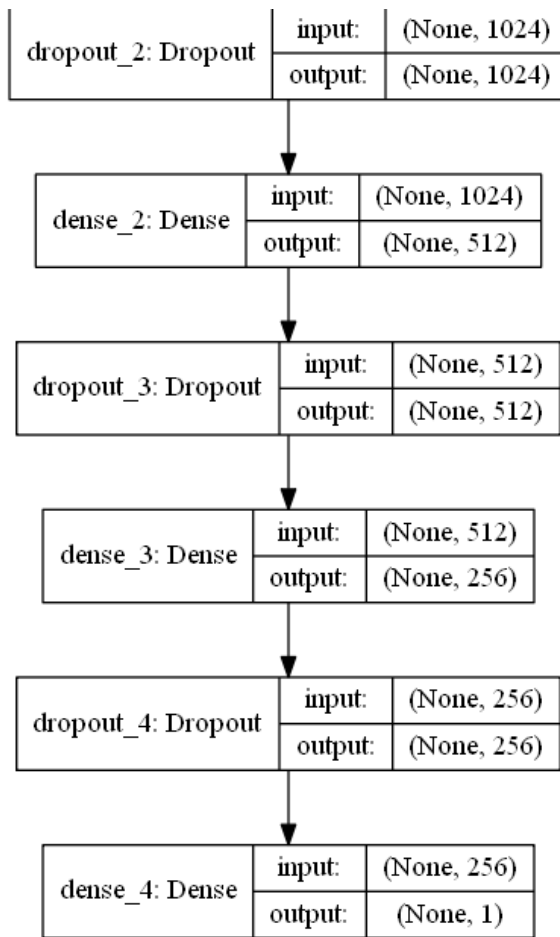 dropout_2: Dropout
input: (None, 1024)
output: (None, 1024)
dense_2: Dense
input: (None, 1024)
output: (None, 512)
dropout_3: Dropout
input: (None, 512)
output: (None, 512)
dense_3: Dense
input: (None, 512)
output: (None, 256)
dropout_4: Dropout
input: (None, 256)
output: (None, 256)
dense_4: Dense
input: (None, 256)
output: (None, 1)